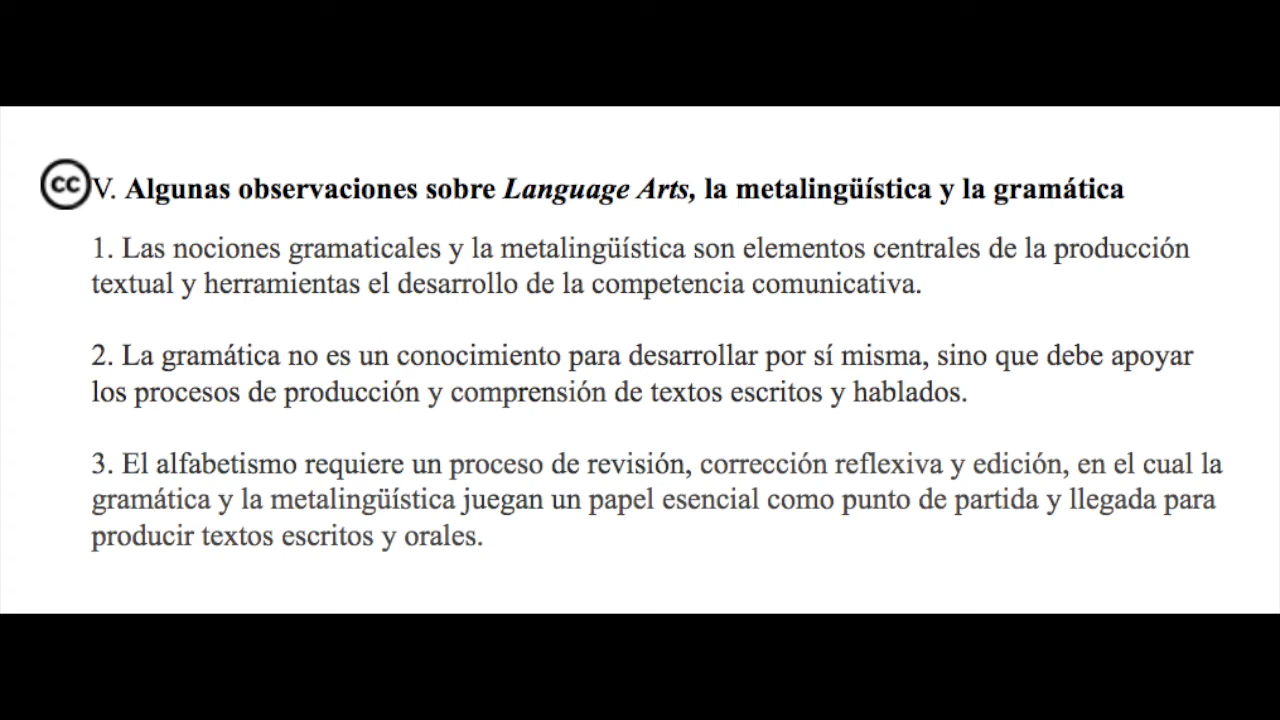 cc
V. Algunas observaciones sobre Language Arts, la metalingüística y la gramática
1. Las nociones gramaticales y la metalingüística son elementos centrales de la producción
textual y herramientas el desarrollo de la competencia comunicativa.
2. La gramática no es un conocimiento para desarrollar por sí misma, sino que debe apoyar
los procesos de producción y comprensión de textos escritos y hablados.
3. El alfabetismo requiere un proceso de revisión, corrección reflexiva y edición, en el cual la
gramática y la metalingüística juegan un papel esencial como punto de partida y llegada para
producir textos escritos y orales.